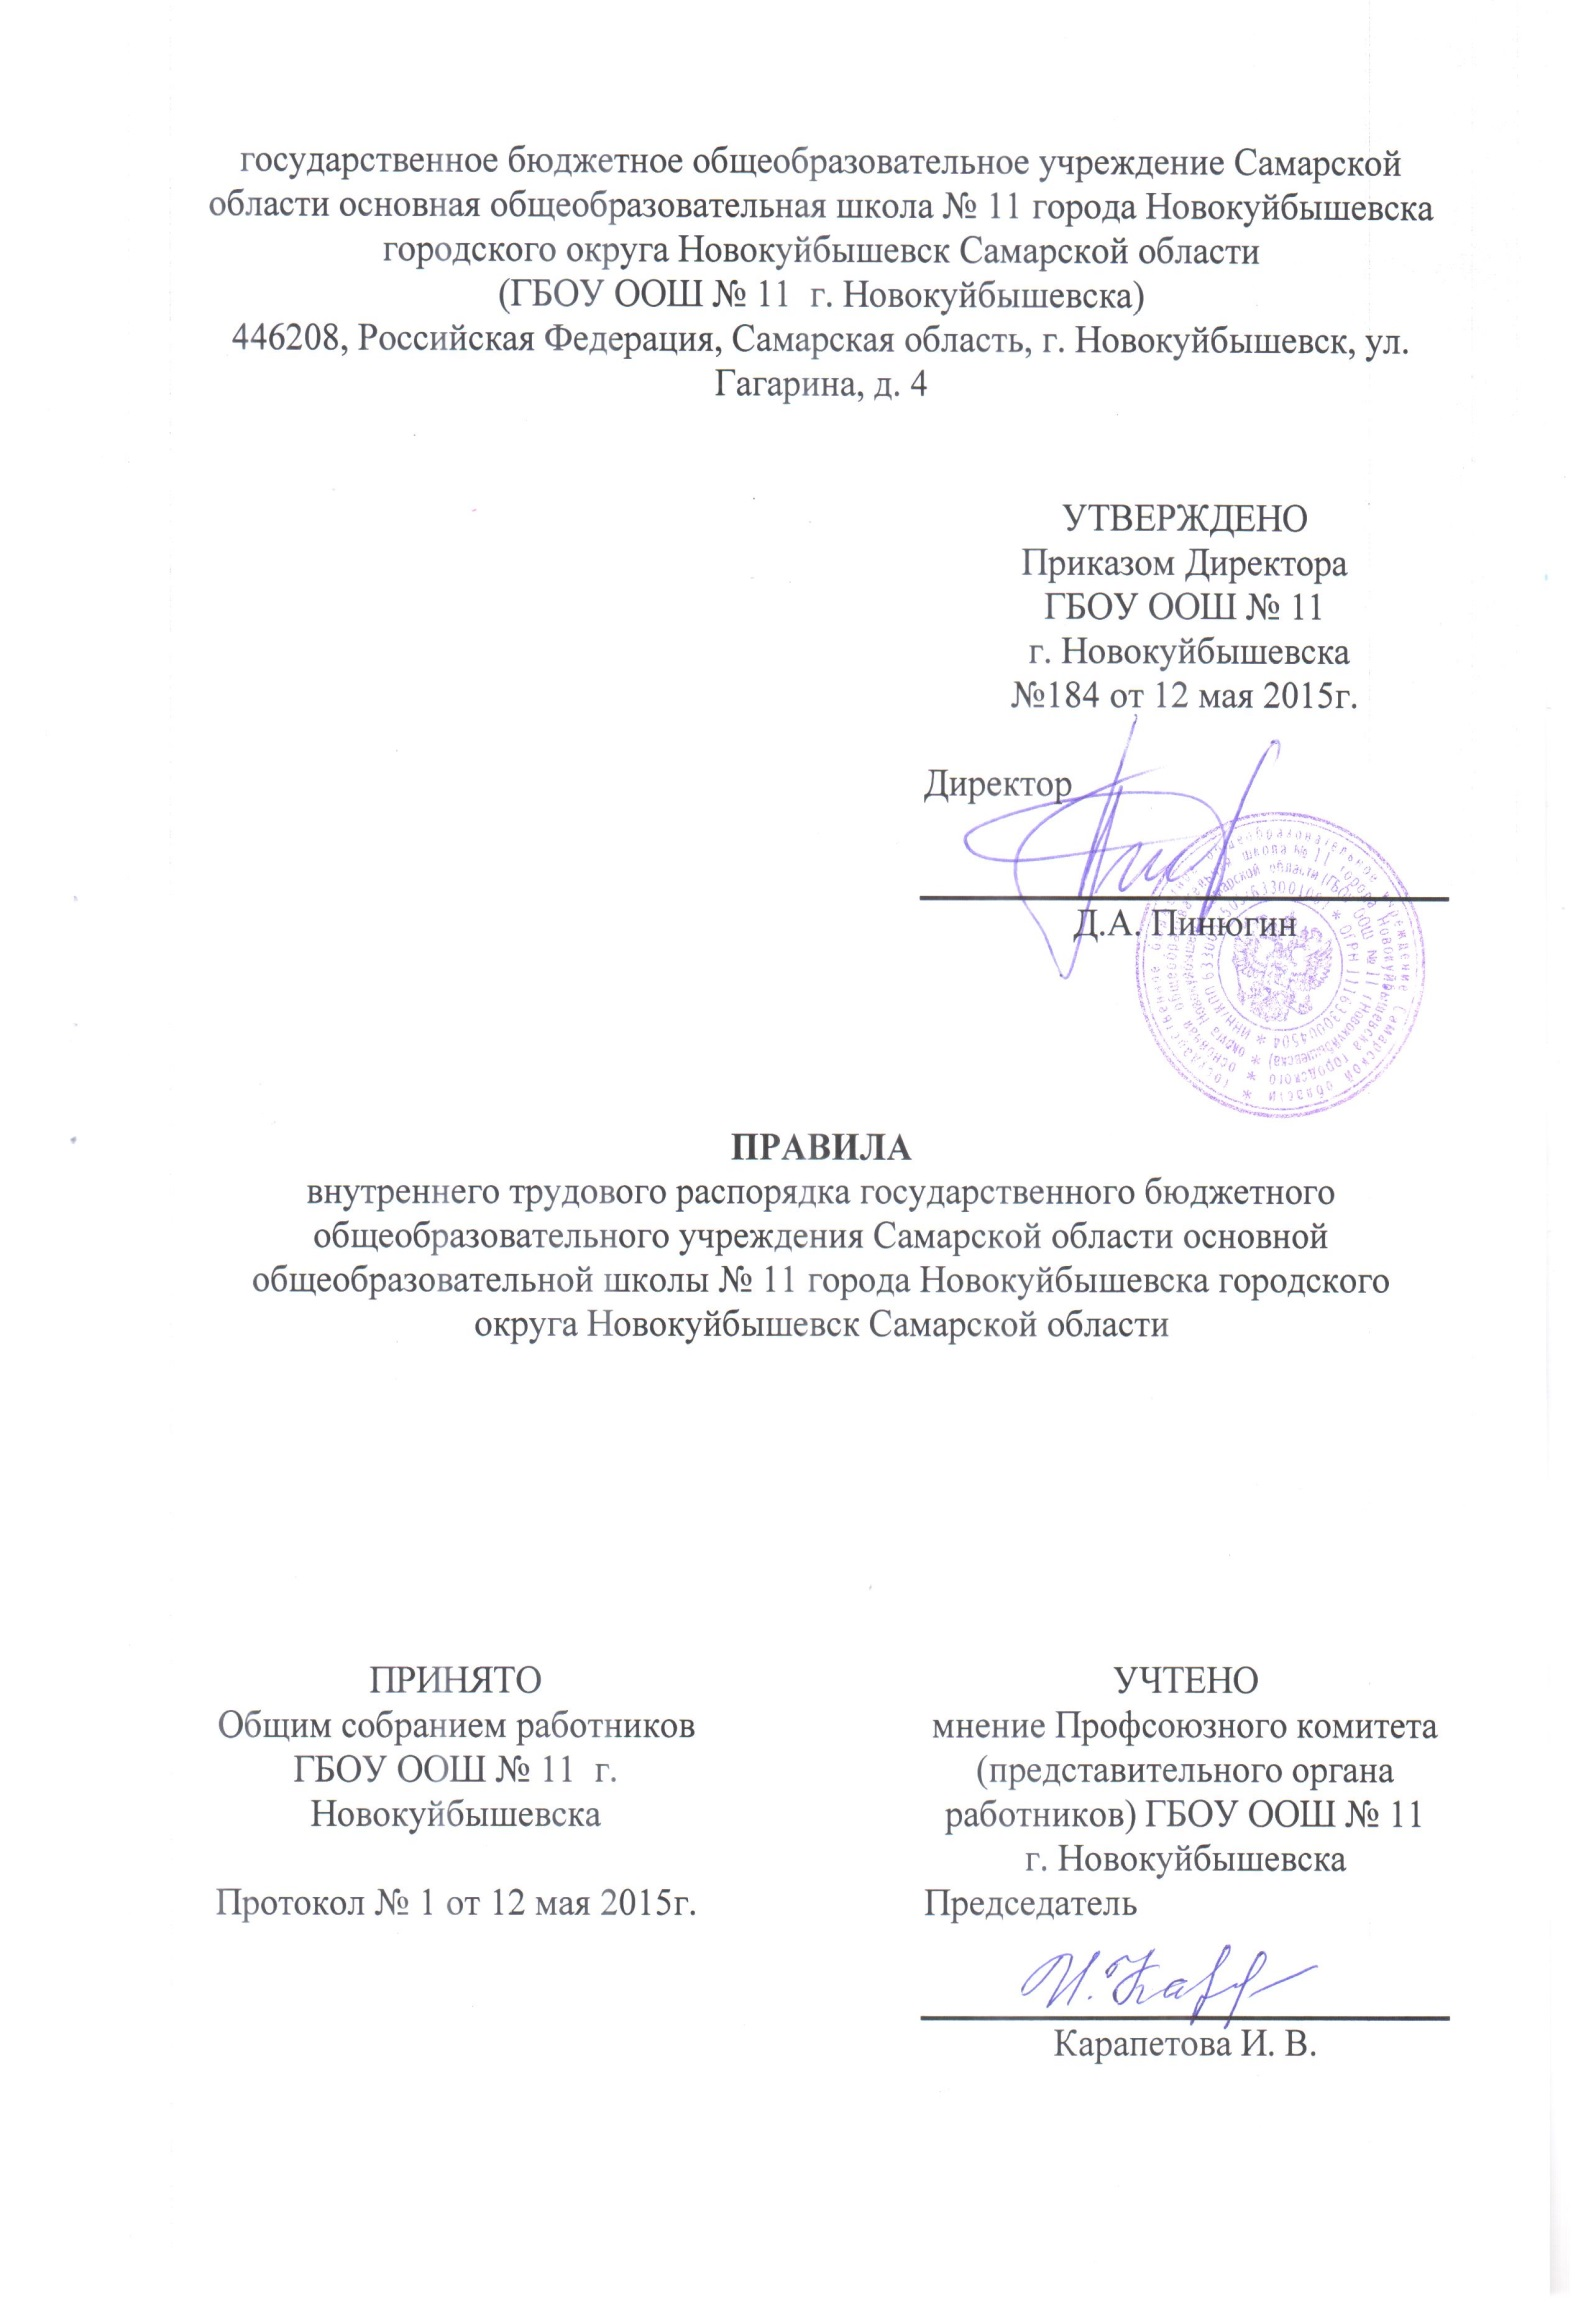 государственное бюджетное общеобразовательное учреждение Самарской
области основная общеобразовательная школа № 11 города Новокуйбышевска
городского округа Новокуйбышевск Самарской области
(ГБОУ ООШ № 11 г. Новокуйбышевска)
446208, Российская Федерация, Самарская область, г. Новокуйбышевск, ул.
Гагарина, д. 4
УТВЕРЖДЕНО
Приказом Директора
ГБОУ ООШ № 11
г. Новокуйбышевска
№184 от 12 мая 2015г.
Директор
Д.А. Пинюгин
ПРАВИЛА
внутреннего трудового распорядка государственного бюджетного
общеобразовательного учреждения Самарской области основной
общеобразовательной школы № 11 города Новокуйбышевска городского
округа Новокуйбышевск Самарской области
ПРИНЯТО
Общим собранием работников
ГБОУ ООШ № 11 г.
Новокуйбышевска
Протокол № 1 от 12 мая 2015г.
УЧТЕНО
мнение Профсоюзного комитета
(представительного органа
работников) ГБОУ ООШ № 11
г. Новокуйбышевска
Председатель
Карапетова И. В.